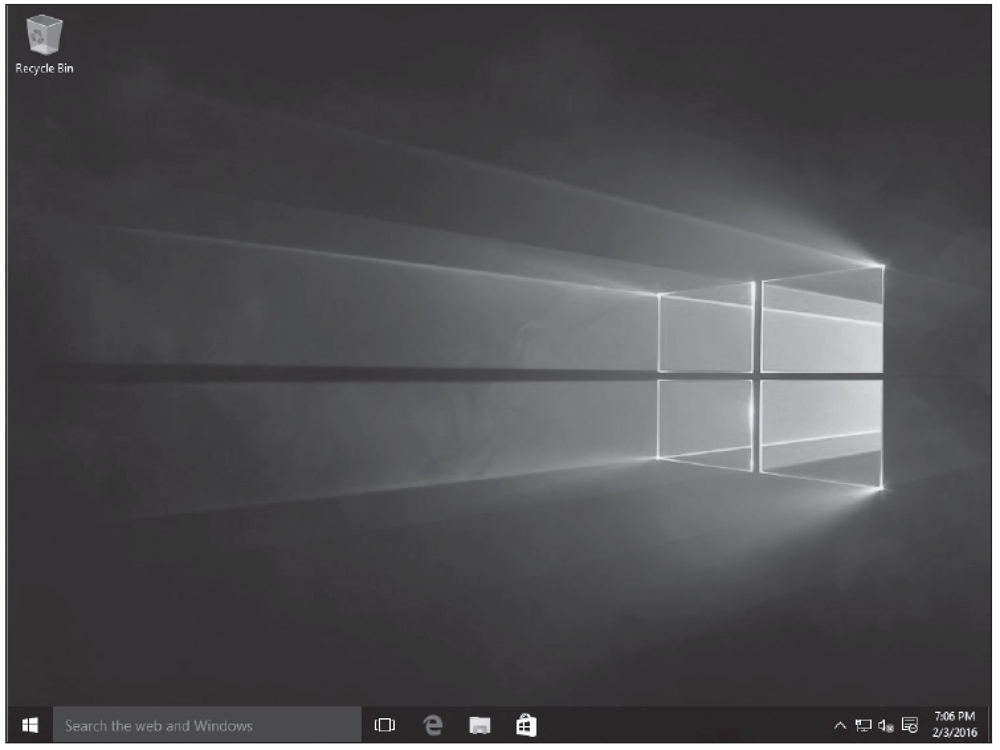 Recycle Bin
Search the web and Windows
7:06 PM
2/3/2016